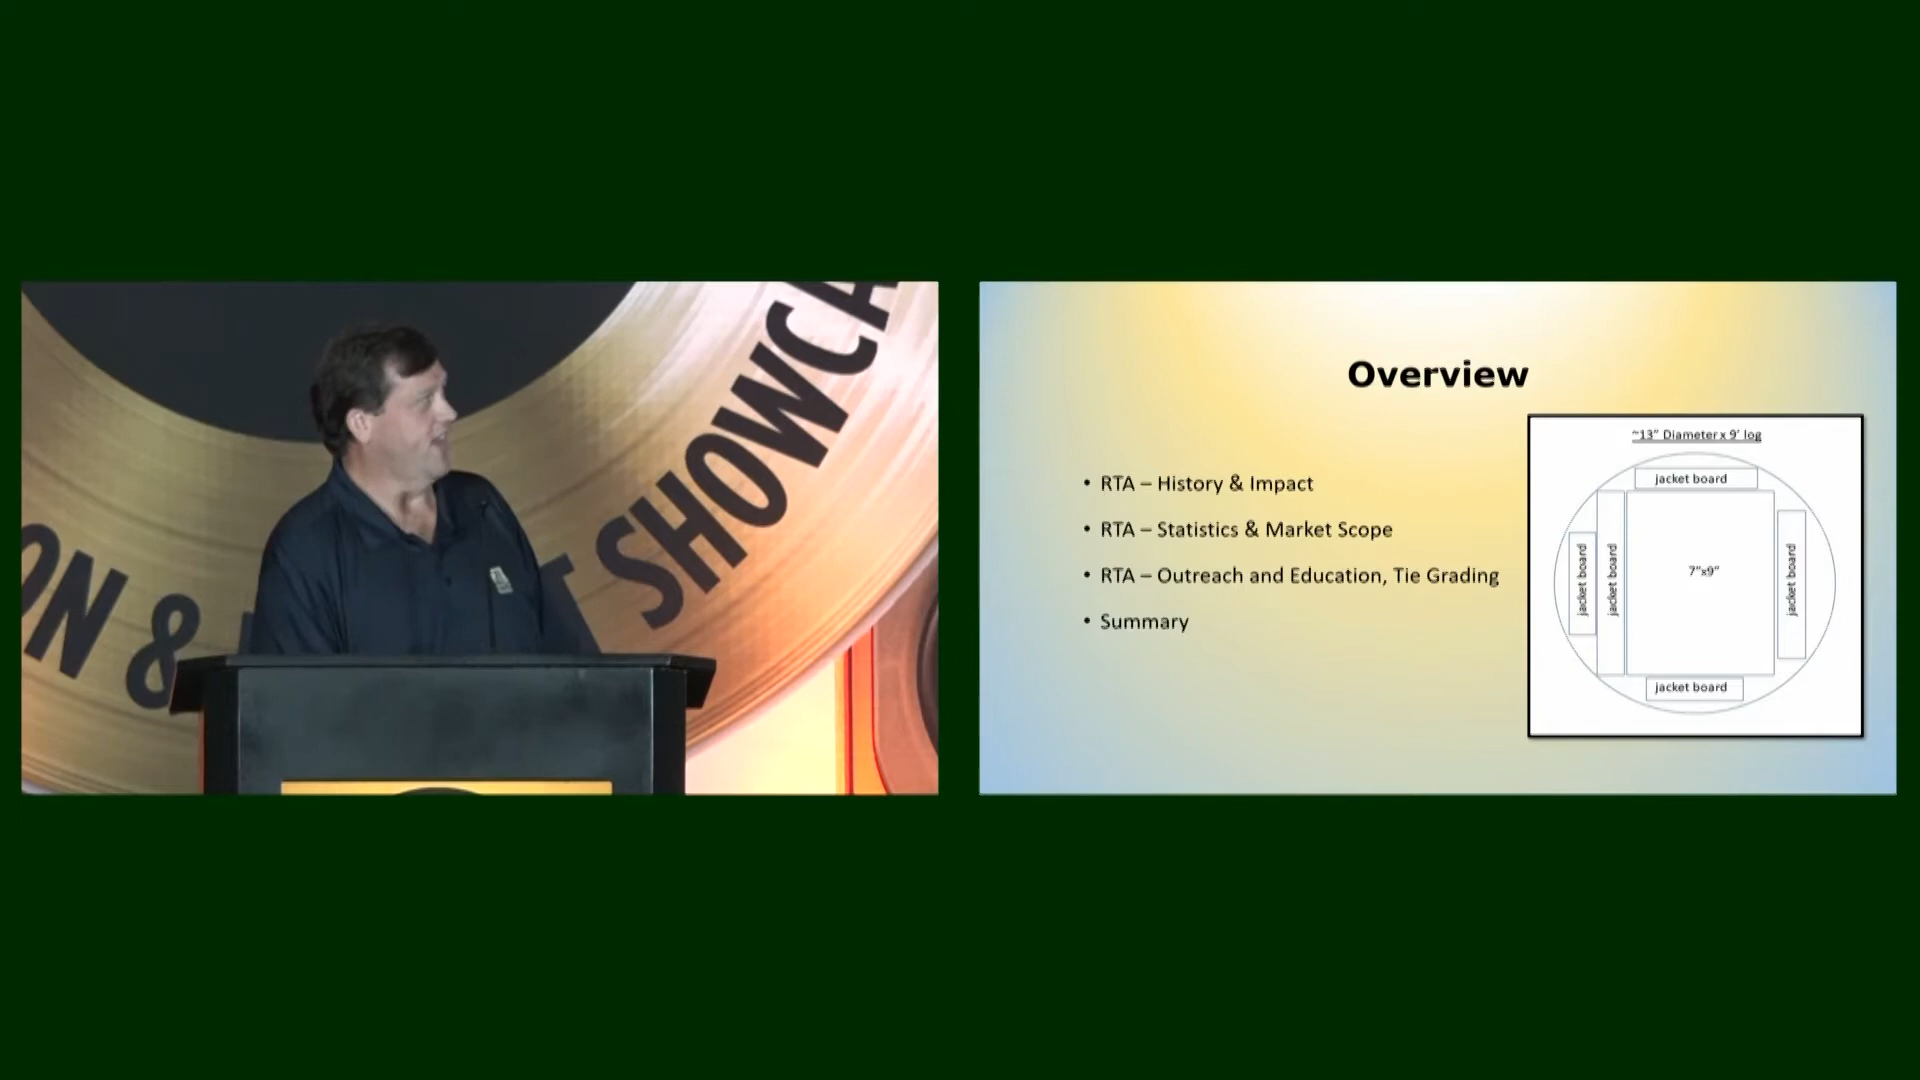 ON & T SHOWCA
Overview
• RTA – History & Impact
• RTA – Statistics & Market Scope
• RTA – Outreach and Education, Tie Grading
• Summary
~13" Diameter x 9' log
jacket board
jacket board
jacket board
7"x9"
jacket board
jacket board